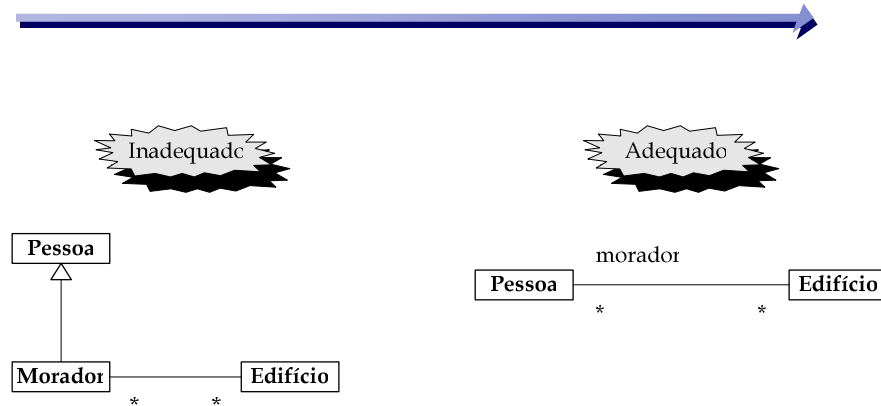 Inadequado
Adequado
Pessoa
Morador
* *
Edifício
morador
Pessoa
Edifício
* *